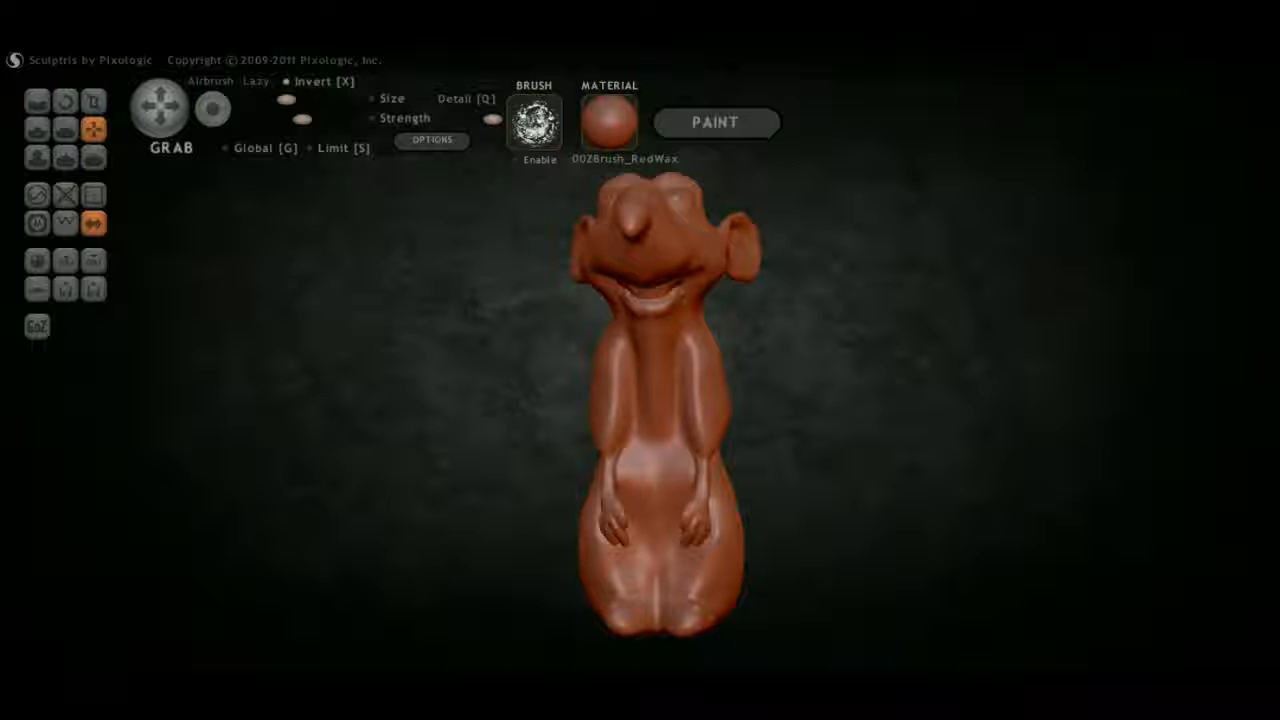 Sculptris by Pixologic Copyright ©2009-2011 Pixologic, Inc.
Airbrush Lazy Invert [X]
BRUSH
MATERIAL
Size Detail [Q]
Strength
PAINT
OPTIONS
GRAB
Global [G] Limit [S]
Enable
00ZBrush_RedWax
GoZ